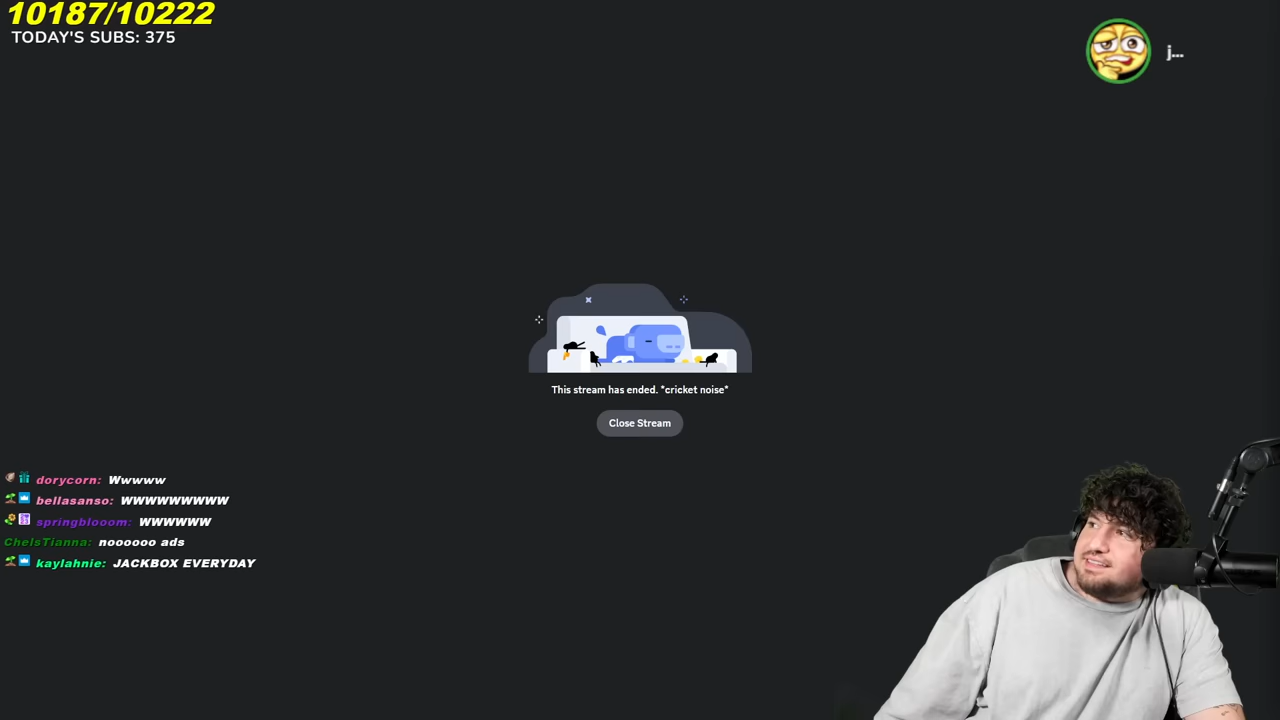 10187/10222
TODAY'S SUBS: 375
j...
This stream has ended. *cricket noise*
Close Stream
dorycorn: Wwwww
bellasanso: WWWWWWWWW
springblooom: WWWWWW
ChelsTianna: noooooo ads
kaylahnie: JACKBOX EVERYDAY